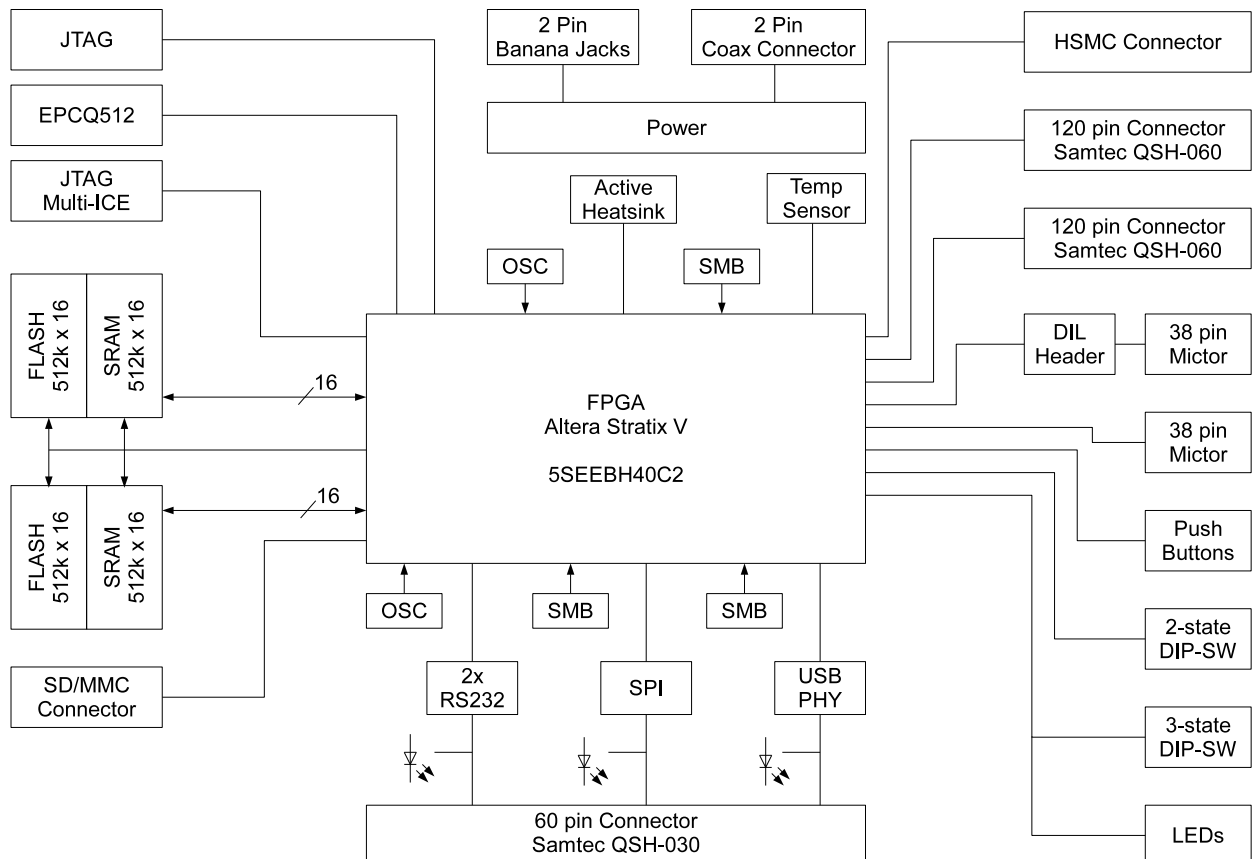 JTAG
EPCQ512
JTAG
Multi-ICE
2 Pin
Banana Jacks
2 Pin
Coax Connector
Power
Active
Heatsink
Temp
Sensor
OSC
SMB
HSMC Connector
120 pin Connector
Samtec QSH-060
120 pin Connector
Samtec QSH-060
DIL
Header
38 pin
Mictor
38 pin
Mictor
Push
Buttons
2-state
DIP-SW
3-state
DIP-SW
LEDs
FLASH
512k x 16
SRAM
512k x 16
16
FPGA
Altera Stratix V
5SEEBH40C2
FLASH
512k x 16
SRAM
512k x 16
16
SD/MMC
Connector
OSC
SMB
SMB
2x
RS232
SPI
USB
PHY
60 pin Connector
Samtec QSH-030